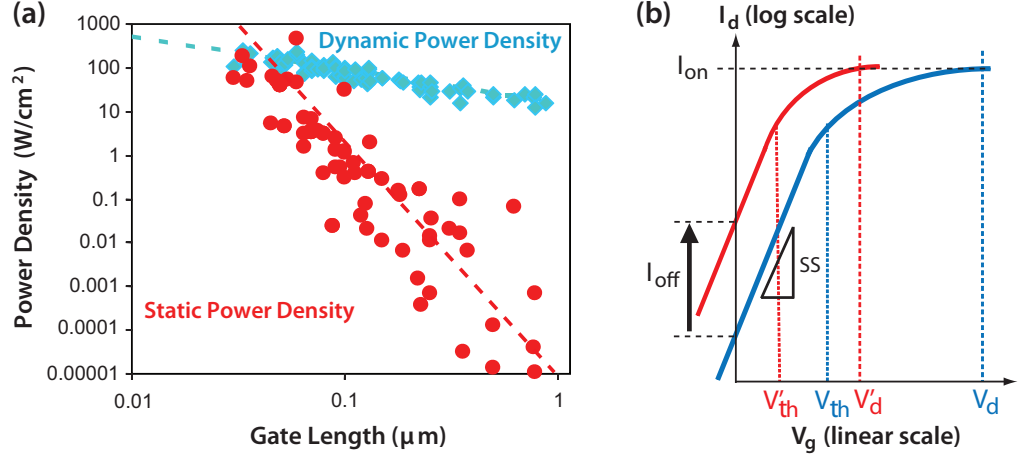 (a)
Power Density (W/cm²)
1000
100
10
1
0.1
0.01
0.001
0.0001
0.00001
Dynamic Power Density
Static Power Density
0.01
0.1
1
Gate Length (μm)
(b)
I_d (log scale)
I_on
I_off
SS
V'_th
V_th
V'_d
V_d
V_g (linear scale)